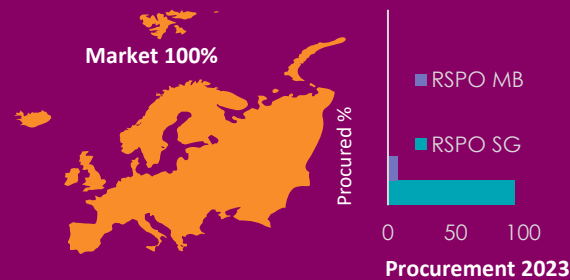 Market 100%
RSPO MB
RSPO SG
Procured %
0 50 100
Procurement 2023